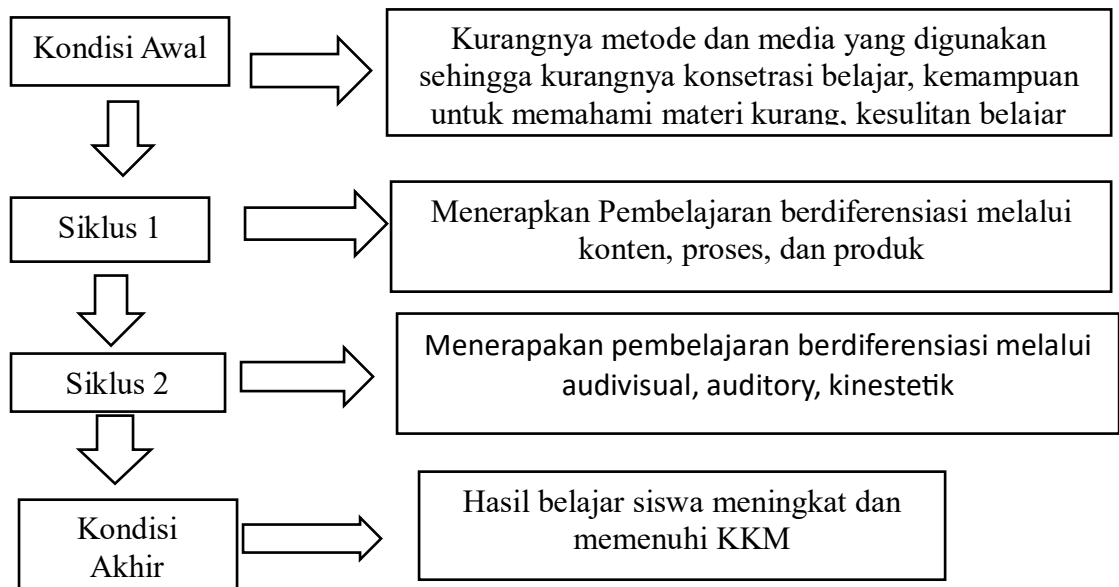 Kondisi Awal
Kurangnya metode dan media yang digunakan
sehingga kurangnya konsetrasi belajar, kemampuan
untuk memahami materi kurang, kesulitan belajar
Siklus 1
Menerapkan Pembelajaran berdiferensiasi melalui
konten, proses, dan produk
Siklus 2
Menerapakan pembelajaran berdiferensiasi melalui
audivisual, auditory, kinestetik
Kondisi
Akhir
Hasil belajar siswa meningkat dan
memenuhi KKM